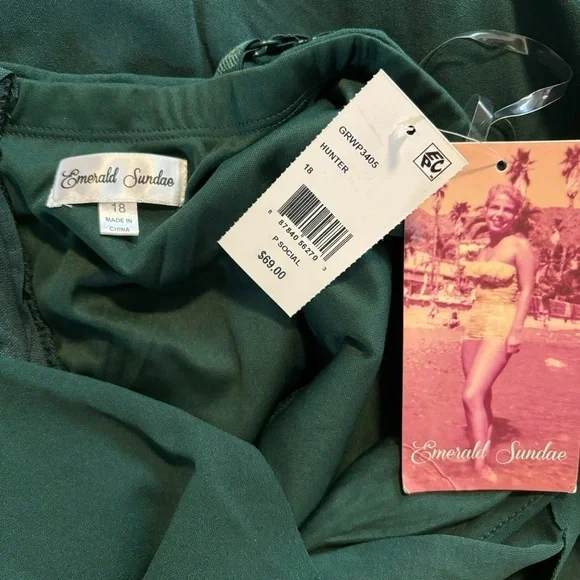 Emerald Sundae
18
MADE IN
CHINA
GRWP3405
HUNTER
18
8 87840 56270 3
P SOCIAL
$69.00
Emerald Sundae